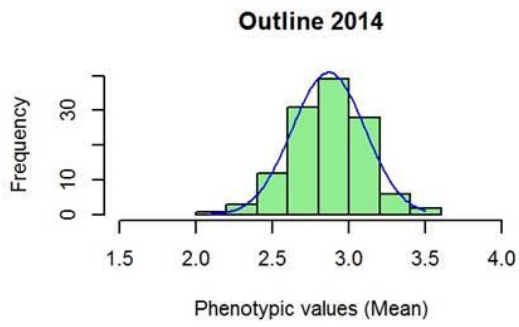 Outline 2014
Frequency
30
10
0
1.5 2.0 2.5 3.0 3.5 4.0
Phenotypic values (Mean)